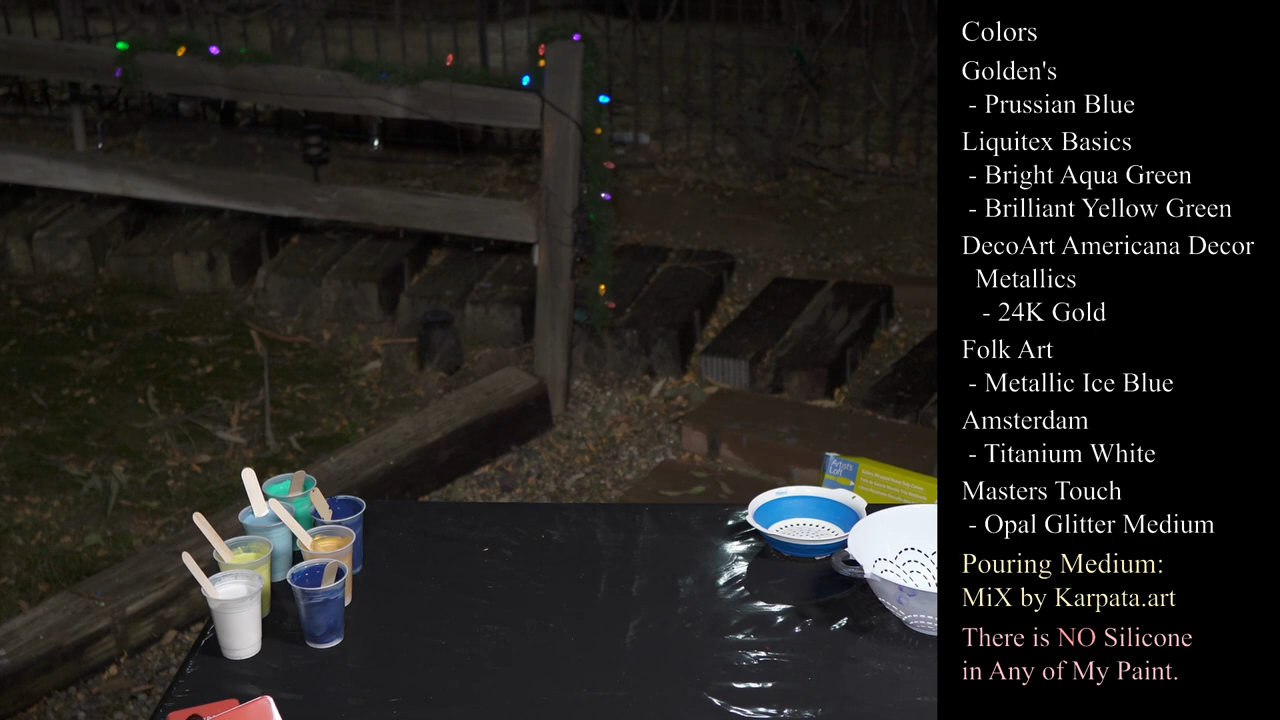 Colors
Golden's
- Prussian Blue
Liquitex Basics
- Bright Aqua Green
- Brilliant Yellow Green
DecoArt Americana Decor
Metallics
- 24K Gold
Folk Art
- Metallic Ice Blue
Amsterdam
- Titanium White
Masters Touch
- Opal Glitter Medium
Pouring Medium:
MiX by Karpata.art
There is NO Silicone
in Any of My Paint.
Artist's
Loft